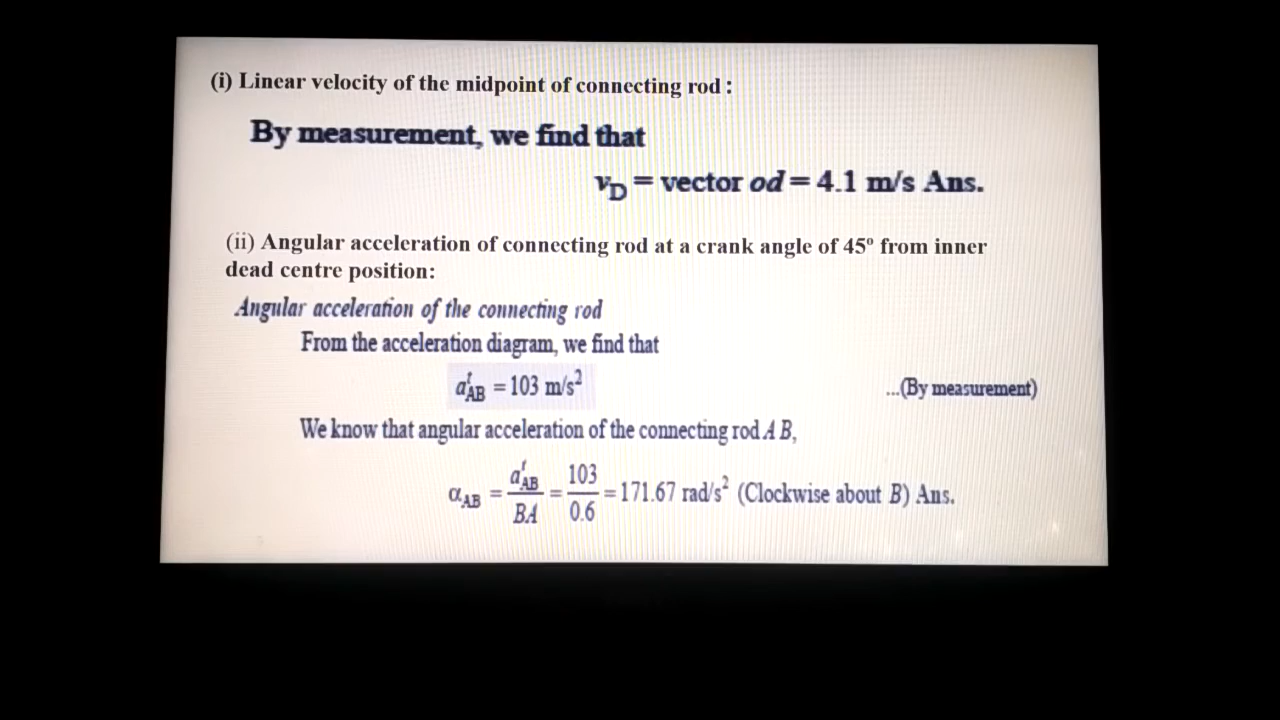 (i) Linear velocity of the midpoint of connecting rod :
By measurement, we find that
vD = vector od = 4.1 m/s Ans.
(ii) Angular acceleration of connecting rod at a crank angle of 45º from inner
dead centre position:
Angular acceleration of the connecting rod
From the acceleration diagram, we find that
aᵗAB = 103 m/s² ...(By measurement)
We know that angular acceleration of the connecting rod A B,
αAB = aᵗAB / BA = 103 / 0.6 = 171.67 rad/s² (Clockwise about B) Ans.